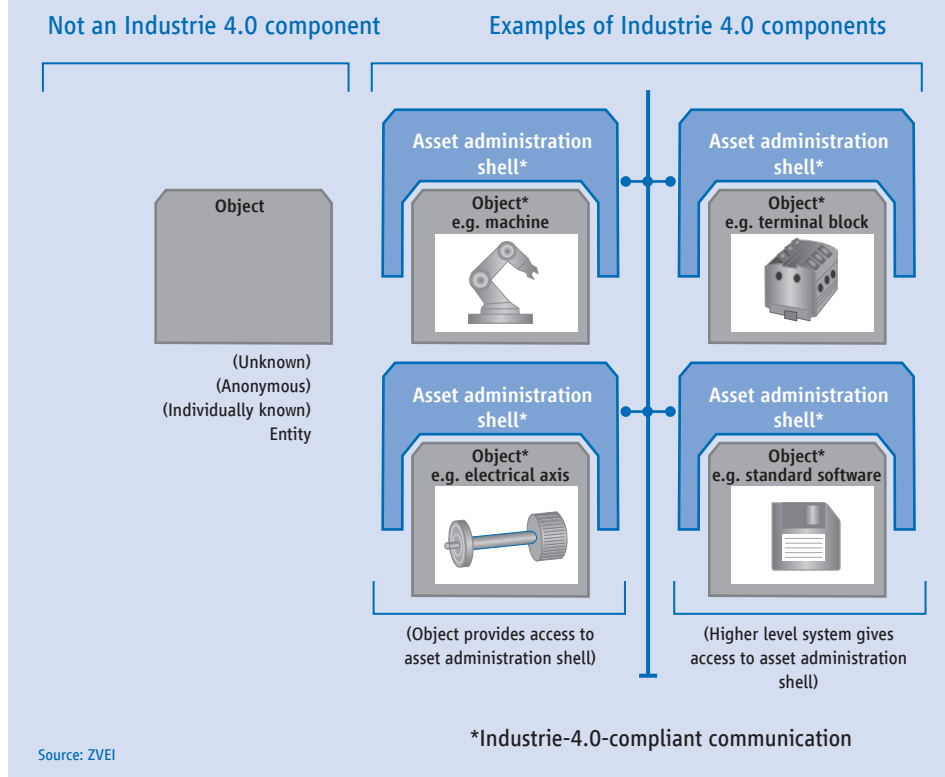 Not an Industrie 4.0 component
Examples of Industrie 4.0 components
Object
(Unknown)
(Anonymous)
(Individually known)
Entity
Asset administration
shell*
Object*
e.g. machine
Asset administration
shell*
Object*
e.g. terminal block
Asset administration
shell*
Object*
e.g. electrical axis
Asset administration
shell*
Object*
e.g. standard software
(Object provides access to
asset administration shell)
(Higher level system gives
access to asset administration
shell)
*Industrie-4.0-compliant communication
Source: ZVEI